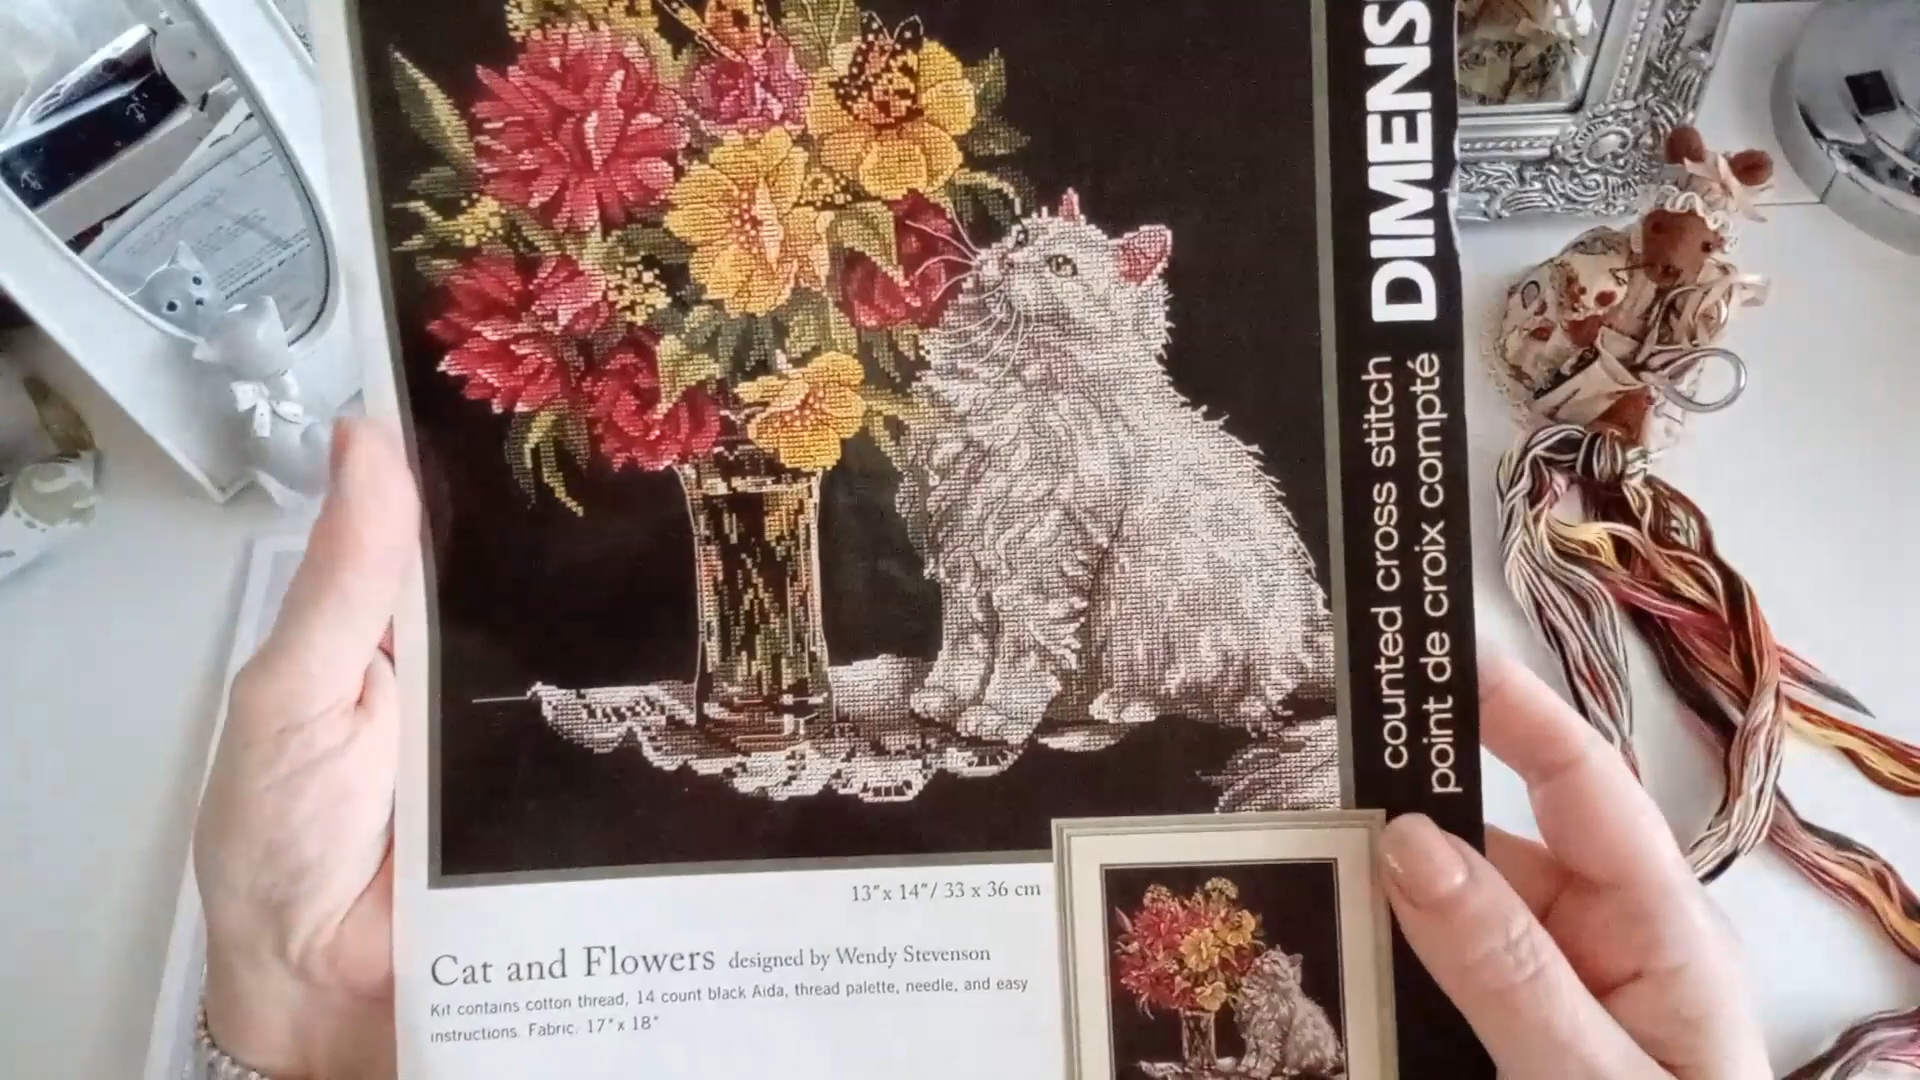 DIMENS
counted cross stitch
point de croix compté
13"x 14"/ 33 x 36 cm
Cat and Flowers designed by Wendy Stevenson
Kit contains cotton thread, 14 count black Aida, thread palette, needle, and easy
instructions. Fabric. 17"x 18"